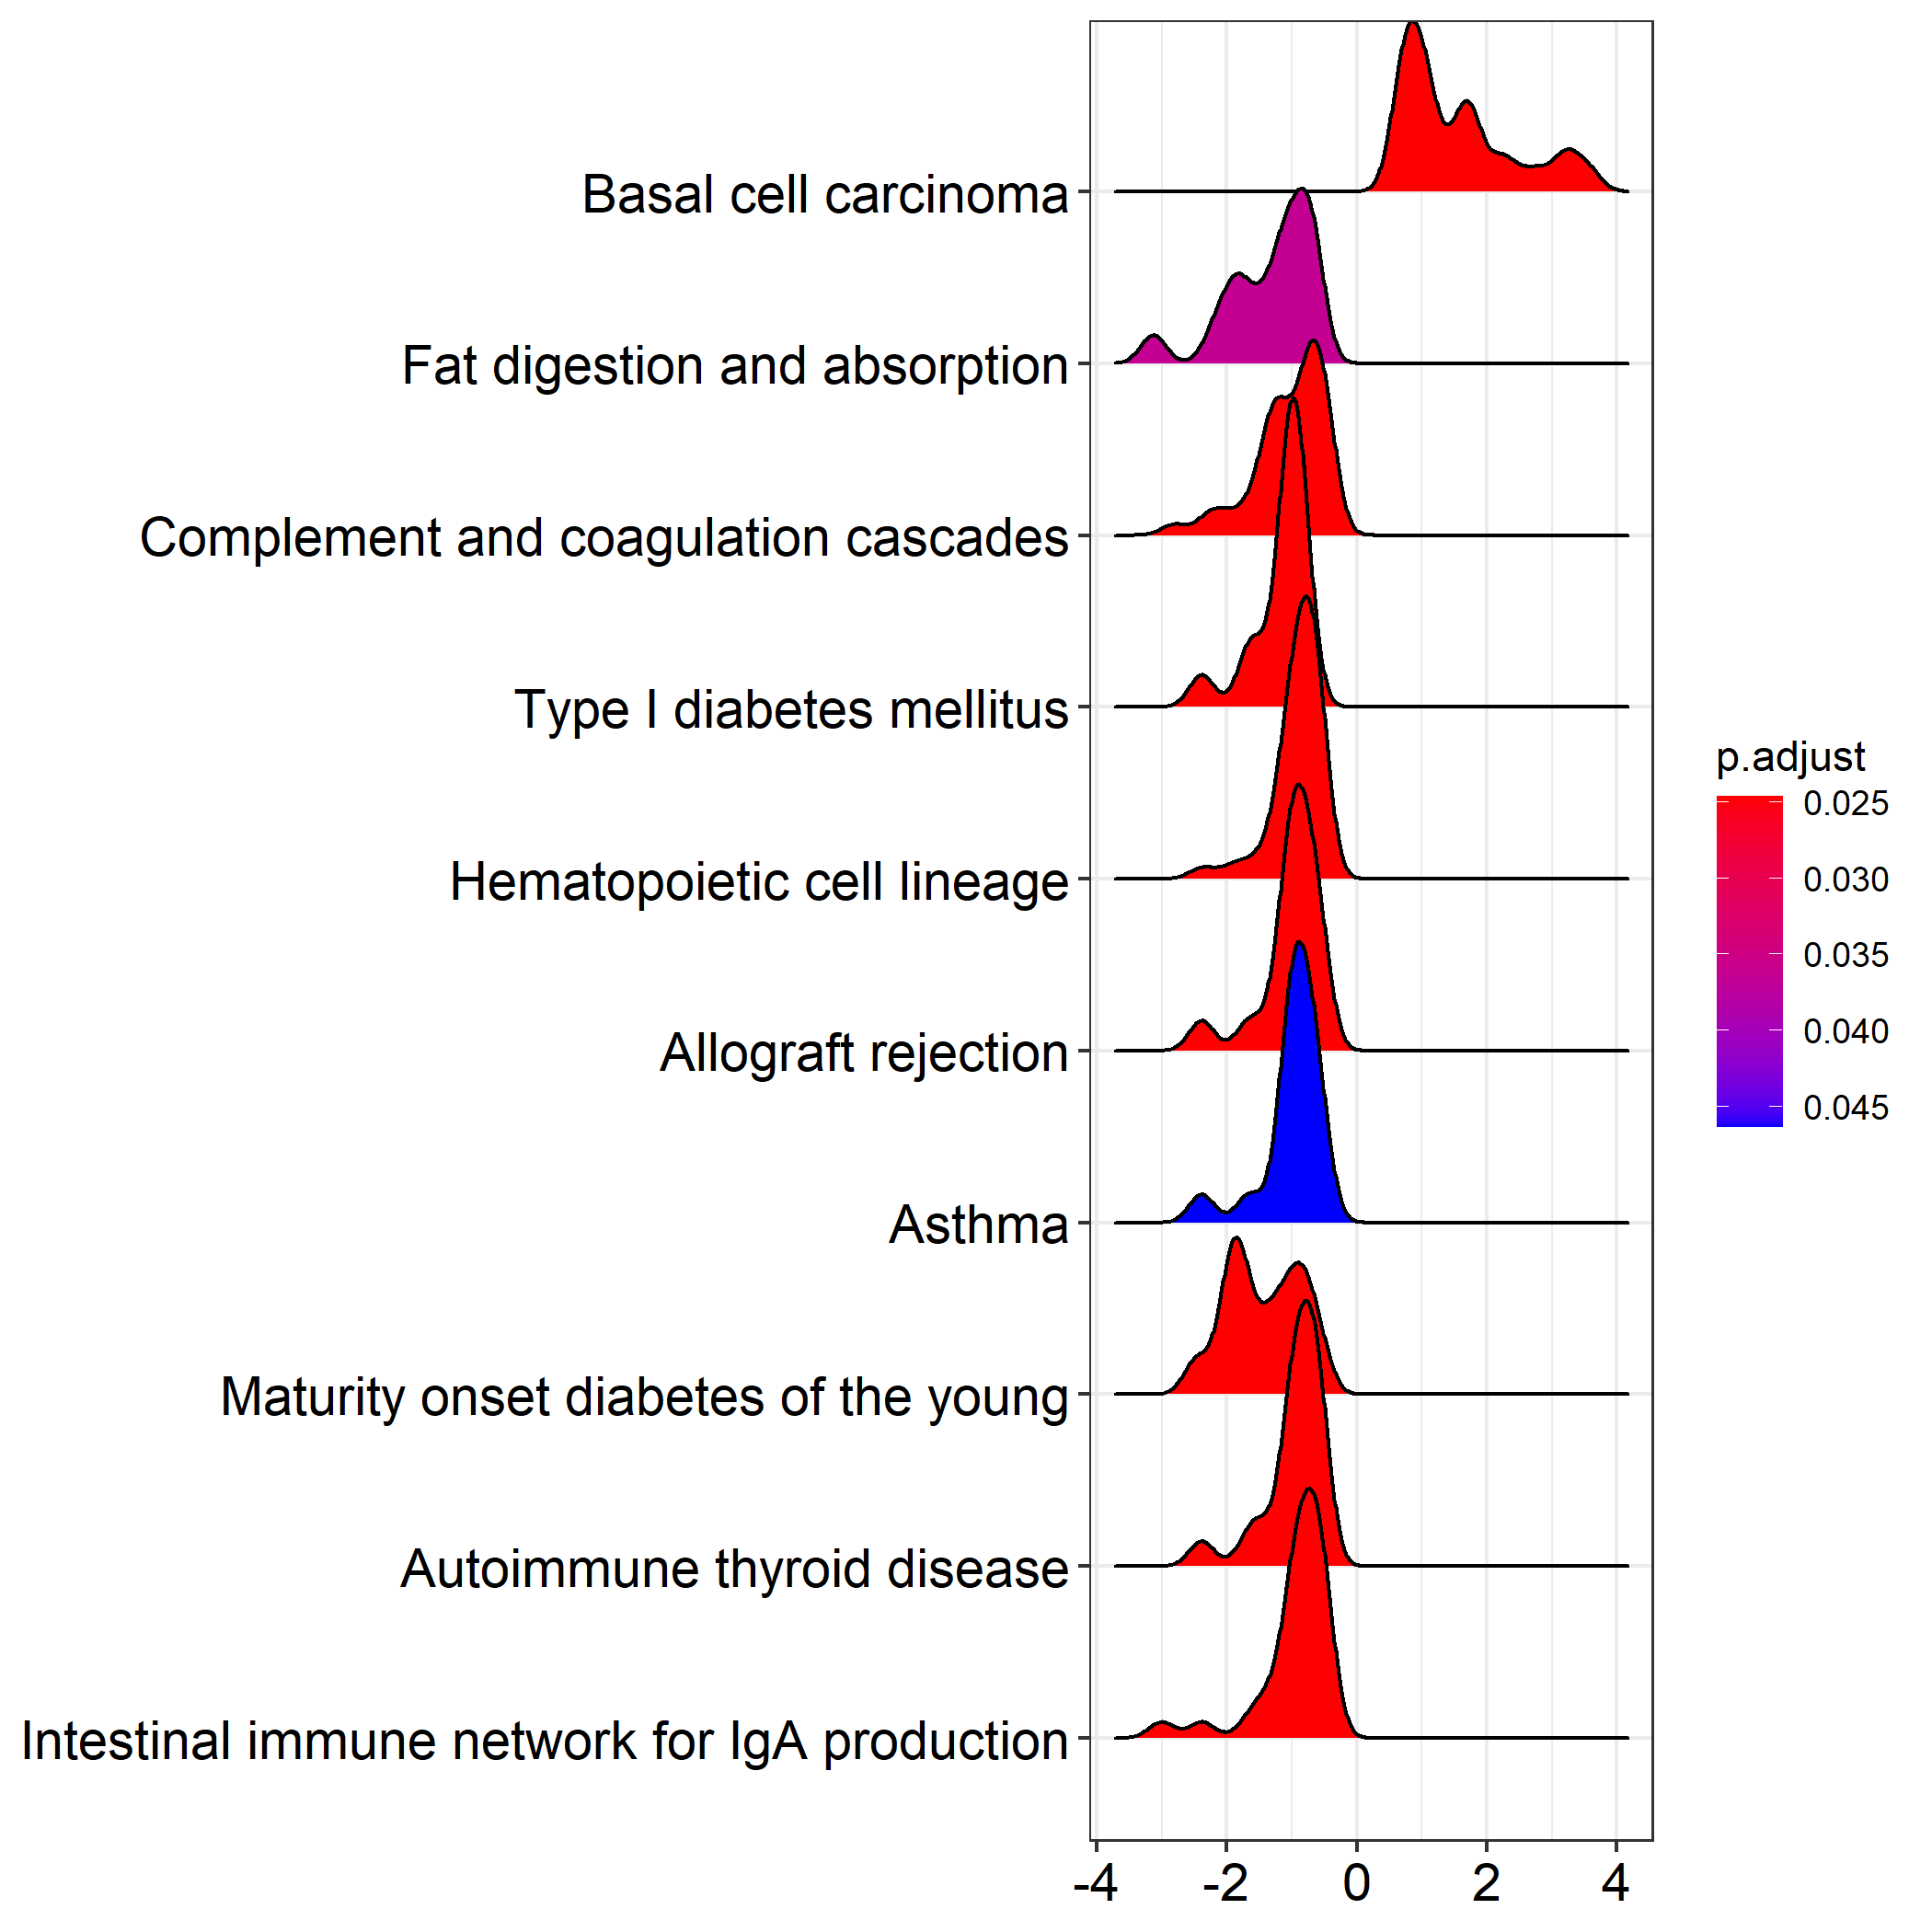 Basal cell carcinoma
Fat digestion and absorption
Complement and coagulation cascades
Type I diabetes mellitus
Hematopoietic cell lineage
Allograft rejection
Asthma
Maturity onset diabetes of the young
Autoimmune thyroid disease
Intestinal immune network for IgA production
-4 -2 0 2 4
p.adjust
0.025
0.030
0.035
0.040
0.045